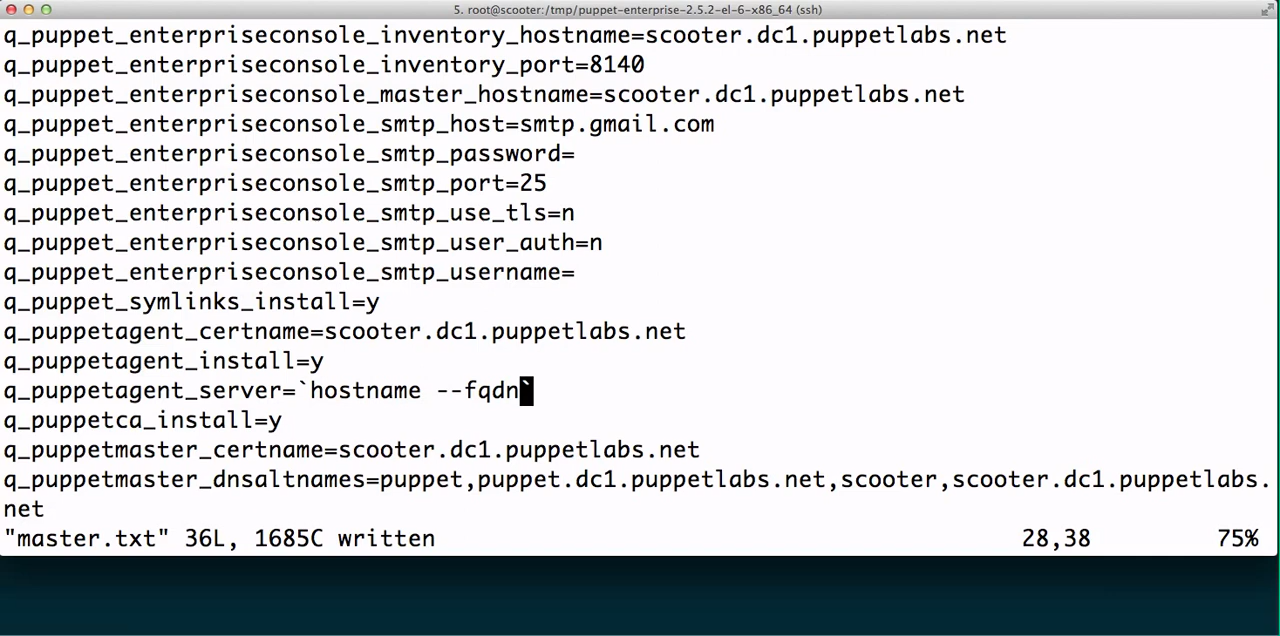 5. root@scooter:/tmp/puppet-enterprise-2.5.2-el-6-x86_64 (ssh)
q_puppet_enterpriseconsole_inventory_hostname=scooter.dc1.puppetlabs.net
q_puppet_enterpriseconsole_inventory_port=8140
q_puppet_enterpriseconsole_master_hostname=scooter.dc1.puppetlabs.net
q_puppet_enterpriseconsole_smtp_host=smtp.gmail.com
q_puppet_enterpriseconsole_smtp_password=
q_puppet_enterpriseconsole_smtp_port=25
q_puppet_enterpriseconsole_smtp_use_tls=n
q_puppet_enterpriseconsole_smtp_user_auth=n
q_puppet_enterpriseconsole_smtp_username=
q_puppet_symlinks_install=y
q_puppetagent_certname=scooter.dc1.puppetlabs.net
q_puppetagent_install=y
q_puppetagent_server=`hostname --fqdn`
q_puppetca_install=y
q_puppetmaster_certname=scooter.dc1.puppetlabs.net
q_puppetmaster_dnsaltnames=puppet,puppet.dc1.puppetlabs.net,scooter,scooter.dc1.puppetlabs.
net
"master.txt" 36L, 1685C written 28,38 75%